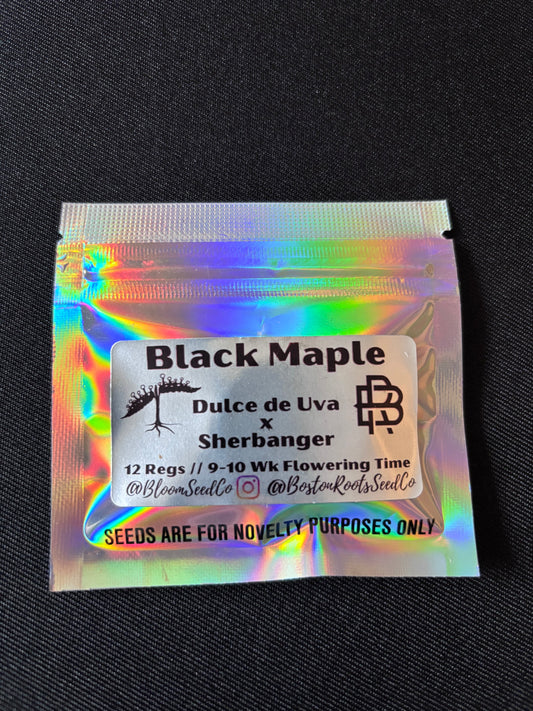 Black Maple
Dulce de Uva
x
Sherbanger
BR
12 Regs // 9-10 Wk Flowering Time
@BloomSeedCo @BostonRootsSeedCo
SEEDS ARE FOR NOVELTY PURPOSES ONLY